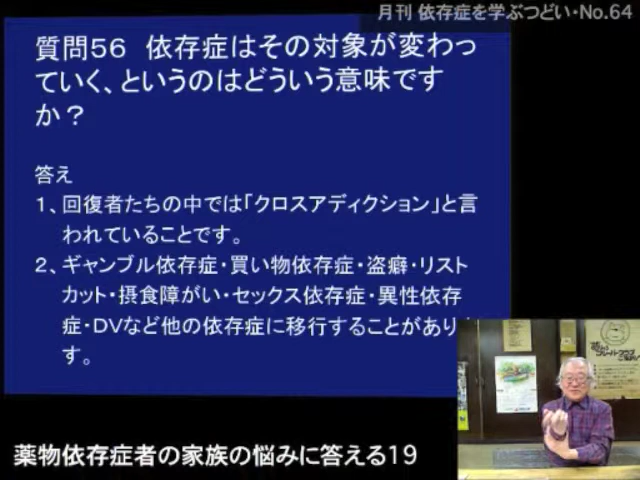 月刊 依存症を学ぶつどい・No.64
質問56 依存症はその対象が変わっ
ていく、というのはどういう意味です
か？
答え
1、回復者たちの中では「クロスアディクション」と言
われていることです。
2、ギャンブル依存症・買い物依存症・盗癖・リスト
カット・摂食障がい・セックス依存症・異性依存
症・DVなど他の依存症に移行することがありま
す。
薬物依存症者の家族の悩みに答える19